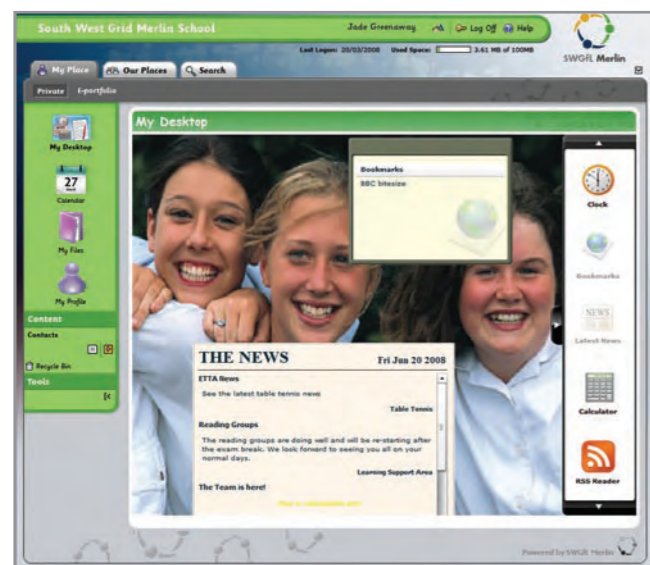 South West Grid Merlin School
Jade Greenaway
Log Off
Help
SWGfL Merlin
Last Logon: 20/03/2008
Used Space:
3.61 MB of 100MB
My Place
Our Places
Search
Private
E-portfolio
My Desktop
My Desktop
27
Calendar
My Files
My Profile
Content
Contacts
Recycle Bin
Tools
Bookmarks
BBC bitesize
THE NEWS
Fri Jun 20 2008
ETTA News
See the latest table tennis news
Table Tennis
Reading Groups
The reading groups are doing well and will be re-starting after
the exam break. We look forward to seeing you all on your
normal days.
Learning Support Area
The Team is here!
Clock
Bookmarks
NEWS
Latest News
Calculator
RSS Reader
Powered by SWGfL Merlin